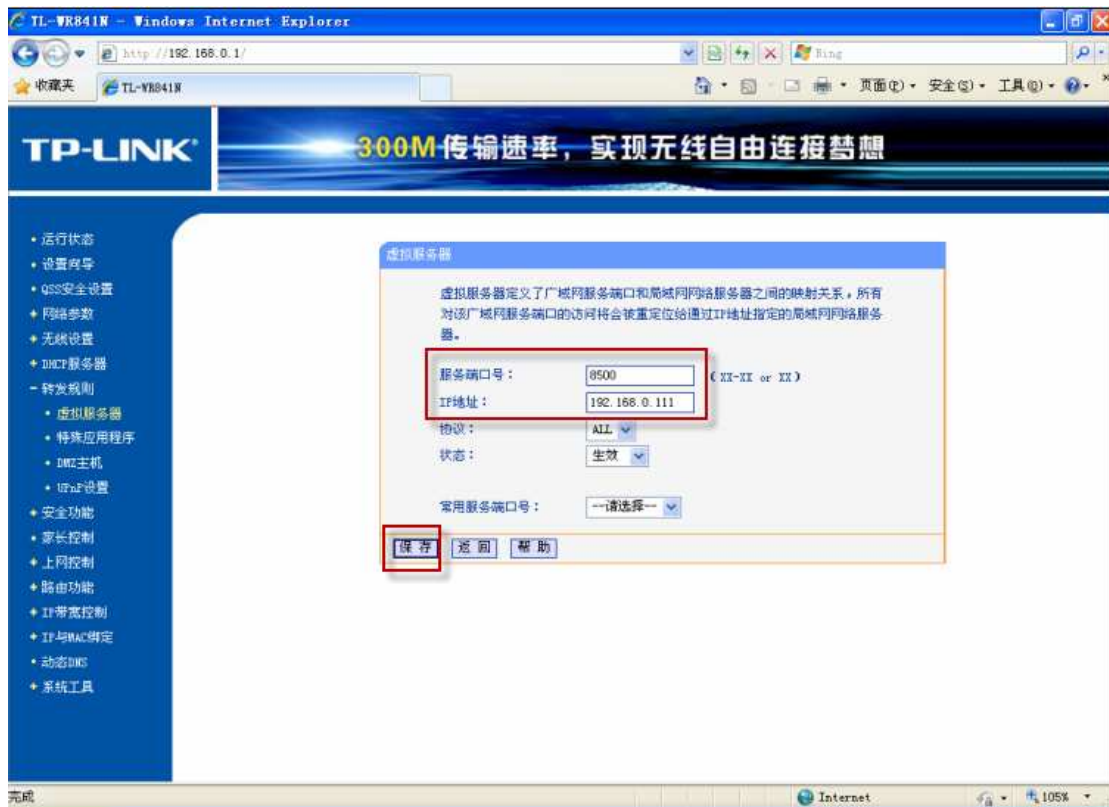 TL-WR841N - Windows Internet Explorer
http://192.168.0.1/
Bing
收藏夹
TL-WR841N
页面(P)
安全(S)
工具(O)
TP-LINK
300M传输速率，实现无线自由连接梦想
运行状态
设置向导
QSS安全设置
网络参数
无线设置
DHCP服务器
转发规则
虚拟服务器
特殊应用程序
DMZ主机
UPnP设置
安全功能
家长控制
上网控制
路由功能
IP带宽控制
IP与MAC绑定
动态DNS
系统工具
虚拟服务器
虚拟服务器定义了广域网服务端口和局域网网络服务器之间的映射关系，所有
对该广域网服务端口的访问将会被重定位给通过IP地址指定的局域网网络服务
器。
服务端口号： 8500 (XX-XX or XX)
IP地址： 192.168.0.111
协议： ALL
状态： 生效
常用服务端口号： --请选择--
保存 返回 帮助
完成
Internet
105%